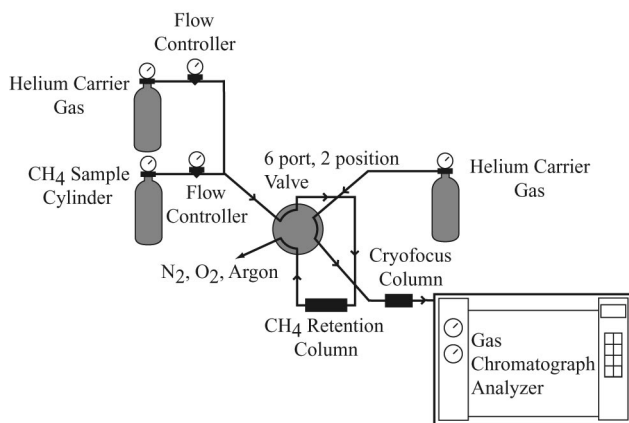 Flow
Controller
Helium Carrier
Gas
CH4 Sample
Cylinder
Flow
Controller
6 port, 2 position
Valve
Helium Carrier
Gas
N2, O2, Argon
Cryofocus
Column
CH4 Retention
Column
Gas
Chromatograph
Analyzer